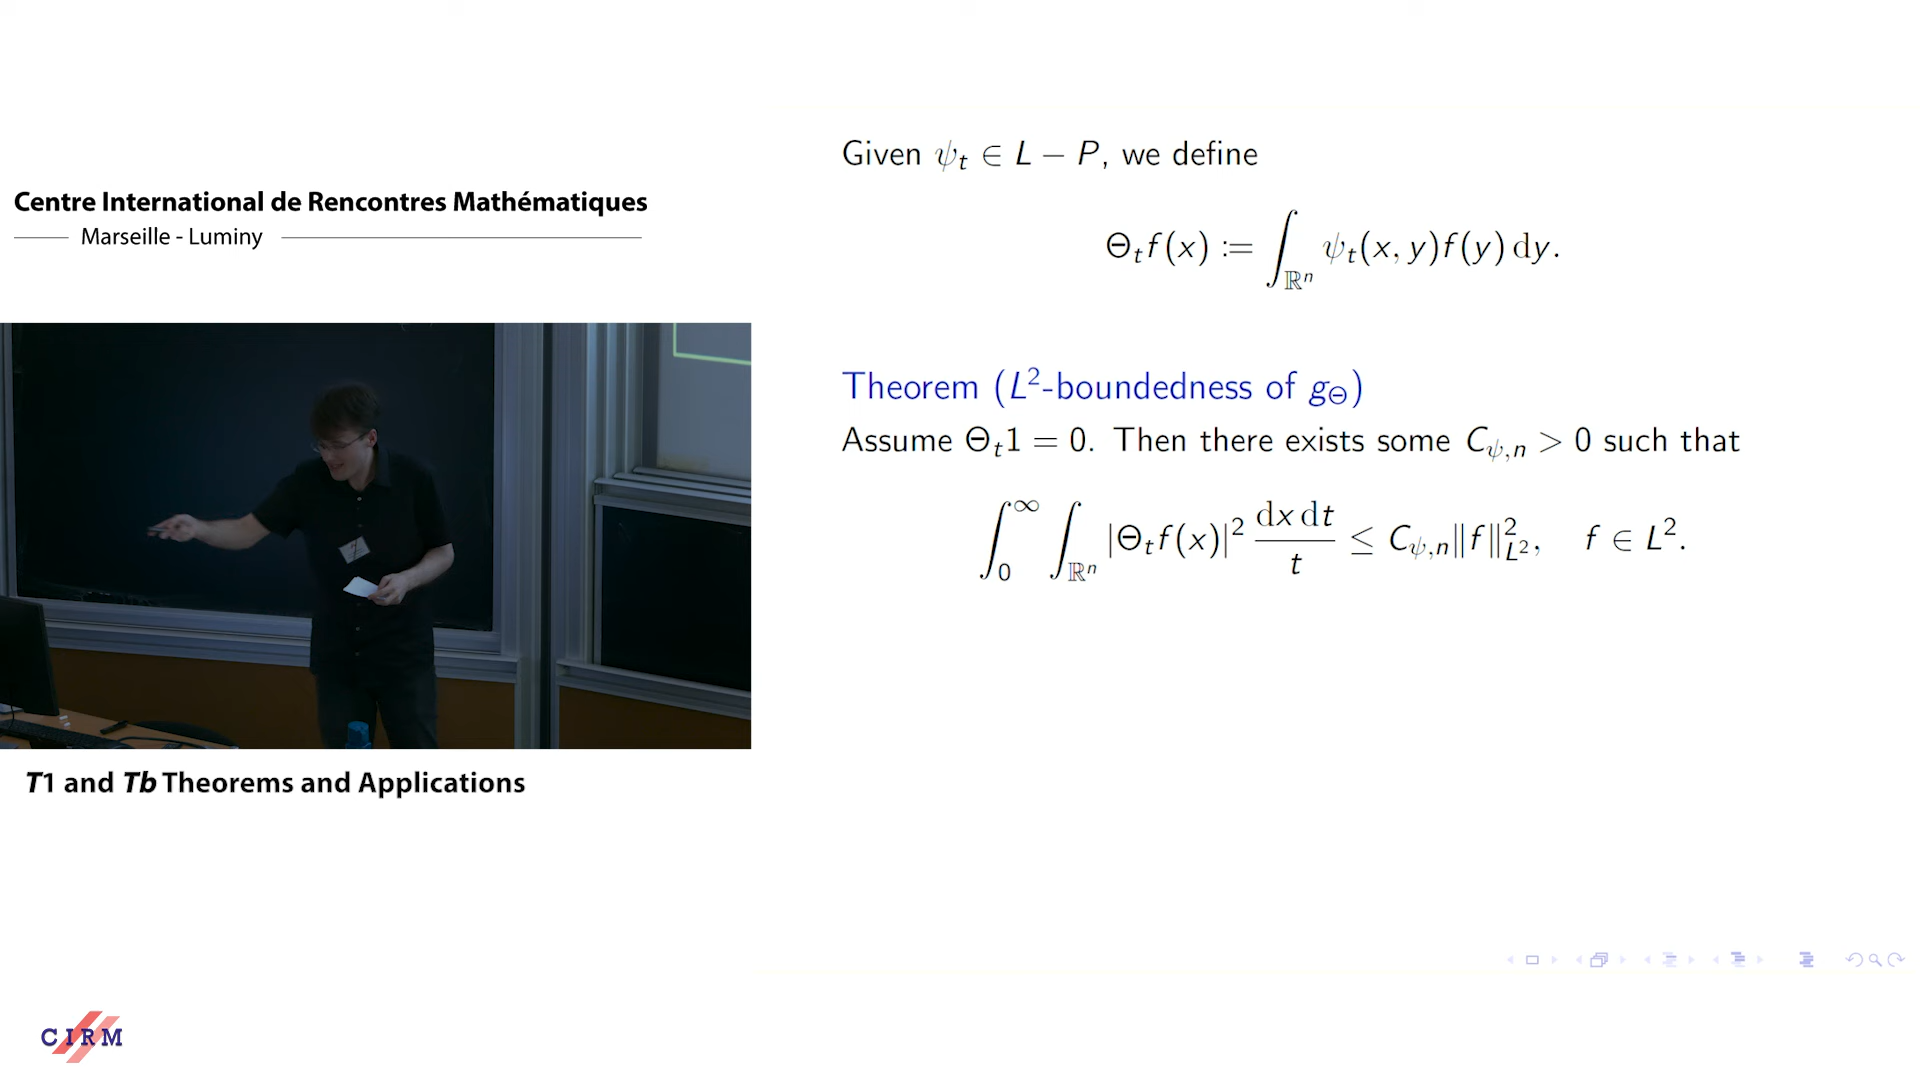 Centre International de Rencontres Mathématiques
Marseille - Luminy
T1 and Tb Theorems and Applications
CIRM
Given ψ_t ∈ L − P, we define
Θ_t f(x) := ∫_{ℝⁿ} ψ_t(x, y)f(y) dy.
Theorem (L²-boundedness of g_Θ)
Assume Θ_t1 = 0. Then there exists some C_{ψ,n} > 0 such that
∫_0^∞ ∫_{ℝⁿ} |Θ_t f(x)|² dx dt / t ≤ C_{ψ,n}‖f‖²_{L²}, f ∈ L².